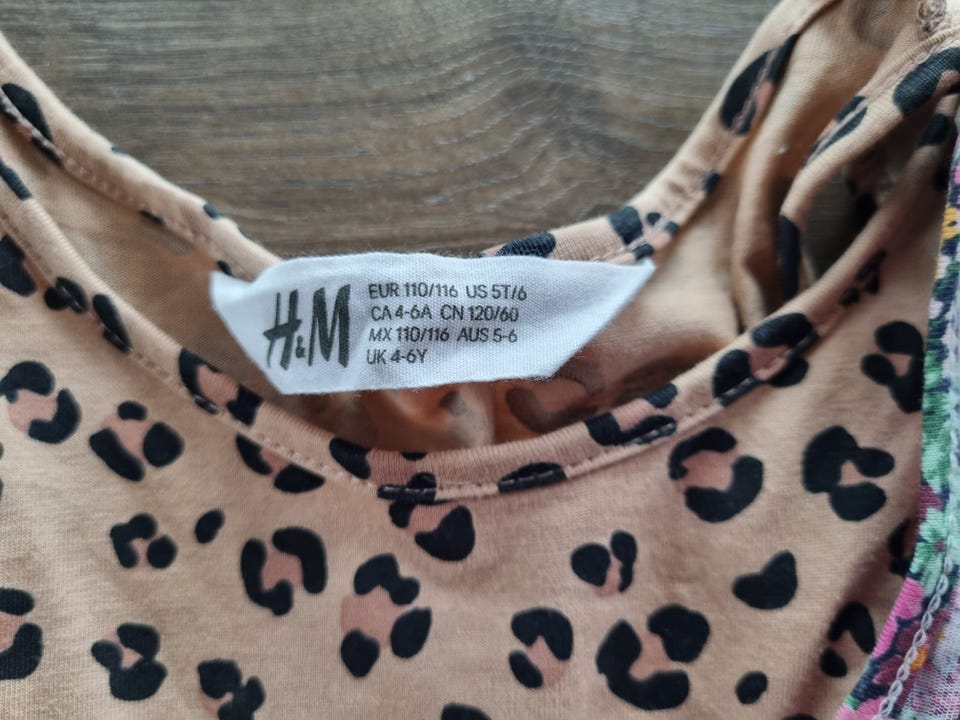 H&M
EUR 110/116 US 5T/6
CA 4-6A CN 120/60
MX 110/116 AUS 5-6
UK 4-6Y